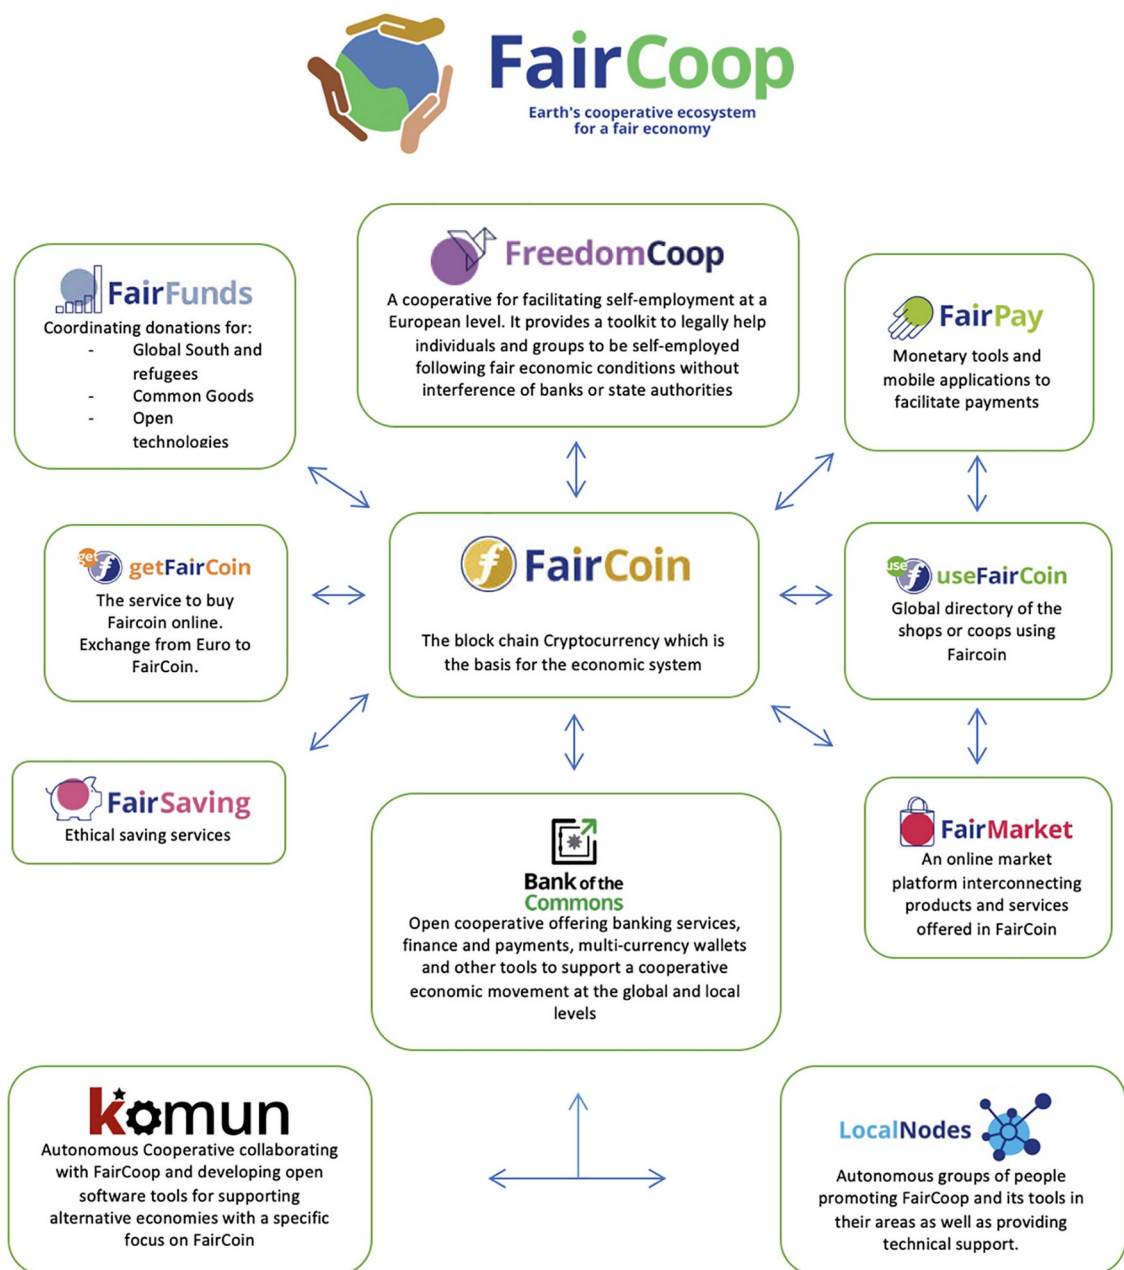 FairCoop
Earth's cooperative ecosystem
for a fair economy
FairFunds
Coordinating donations for:
- Global South and
refugees
- Common Goods
- Open
technologies
FreedomCoop
A cooperative for facilitating self-employment at a
European level. It provides a toolkit to legally help
individuals and groups to be self-employed
following fair economic conditions without
interference of banks or state authorities
FairPay
Monetary tools and
mobile applications to
facilitate payments
get
getFairCoin
The service to buy
Faircoin online.
Exchange from Euro to
FairCoin.
FairCoin
The block chain Cryptocurrency which is
the basis for the economic system
use
useFairCoin
Global directory of the
shops or coops using
Faircoin
FairSaving
Ethical saving services
Bank of the
Commons
Open cooperative offering banking services,
finance and payments, multi-currency wallets
and other tools to support a cooperative
economic movement at the global and local
levels
FairMarket
An online market
platform interconnecting
products and services
offered in FairCoin
komun
Autonomous Cooperative collaborating
with FairCoop and developing open
software tools for supporting
alternative economies with a specific
focus on FairCoin
LocalNodes
Autonomous groups of people
promoting FairCoop and its tools in
their areas as well as providing
technical support.